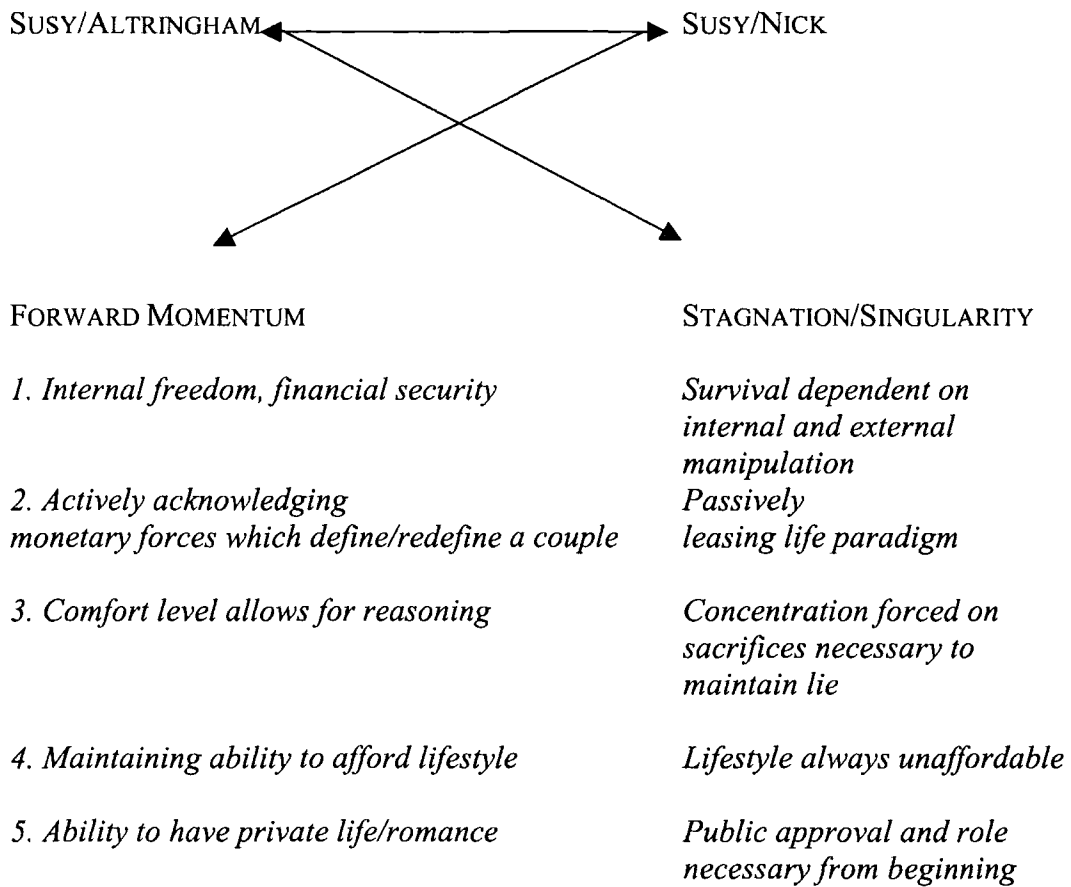 SUSY/ALTRINGHAM SUSY/NICK
FORWARD MOMENTUM STAGNATION/SINGULARITY
1. Internal freedom, financial security Survival dependent on
internal and external
manipulation
2. Actively acknowledging Passively
monetary forces which define/redefine a couple leasing life paradigm
3. Comfort level allows for reasoning Concentration forced on
sacrifices necessary to
maintain lie
4. Maintaining ability to afford lifestyle Lifestyle always unaffordable
5. Ability to have private life/romance Public approval and role
necessary from beginning